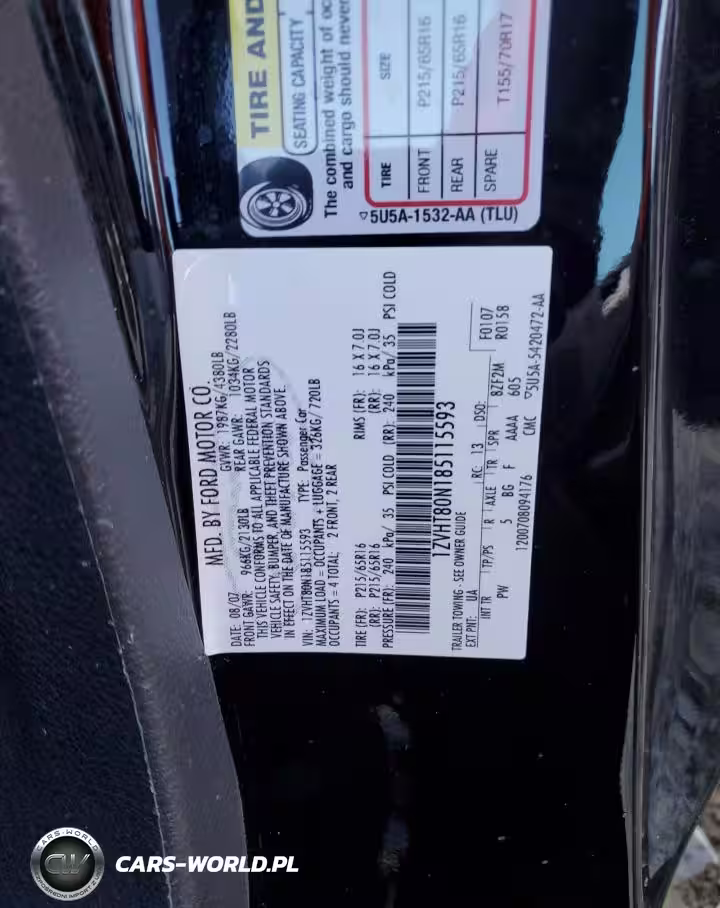 TIRE AND
SEATING CAPACITY
The combined weight of oc
and cargo should never
TIRE SIZE
FRONT P215/65R16
REAR P215/65R16
SPARE T155/70R17
5U5A-1532-AA (TLU)
MFD. BY FORD MOTOR CO.
DATE: 08/07 GVWR: 1987KG/4380LB
FRONT GAWR: 966KG/2130LB REAR GAWR: 1034KG/2280LB
THIS VEHICLE CONFORMS TO ALL APPLICABLE FEDERAL MOTOR
VEHICLE SAFETY, BUMPER, AND THEFT PREVENTION STANDARDS
IN EFFECT ON THE DATE OF MANUFACTURE SHOWN ABOVE.
VIN: 1ZVHT80N185115593 TYPE: Passenger Car
MAXIMUM LOAD = OCCUPANTS + LUGGAGE = 326KG/720LB
OCCUPANTS = 4 TOTAL: 2 FRONT, 2 REAR
TIRE (FR): P215/65R16 RIMS (FR): 16 X 7.0J
(RR): P215/65R16 (RR): 16 X 7.0J
PRESSURE (FR): 240 kPa/ 35 PSI COLD (RR): 240 kPa/ 35 PSI COLD
1ZVHT80N185115593
TRAILER TOWING - SEE OWNER GUIDE
F0107
EXT PNT: UA RC: 13 DSO: R0158
INT TR TP/PS R AXLE TR SPR 8ZF2M
PW 5 BG F AAAA 605
1200708094176 CMC 5U5A-5420472-AA
CARS-WORLD
CW
CARS-WORLD.PL